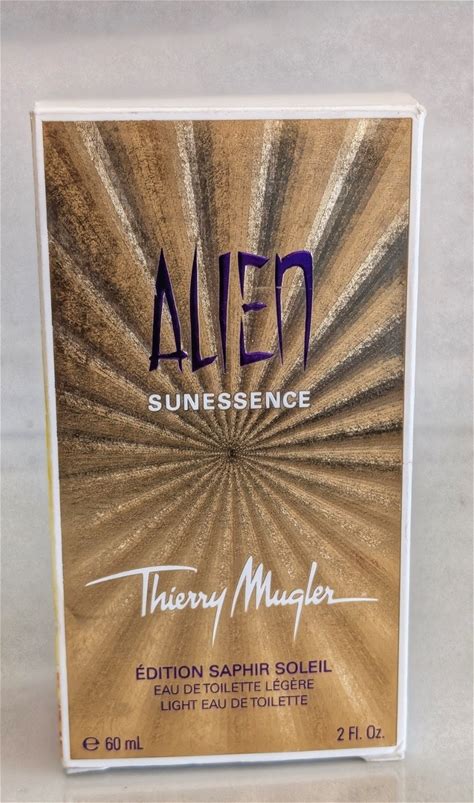 ALIEN
SUNESSENCE
Thierry Mugler
ÉDITION SAPHIR SOLEIL
EAU DE TOILETTE LÉGÈRE
LIGHT EAU DE TOILETTE
℮ 60 mL 2 Fl. Oz.